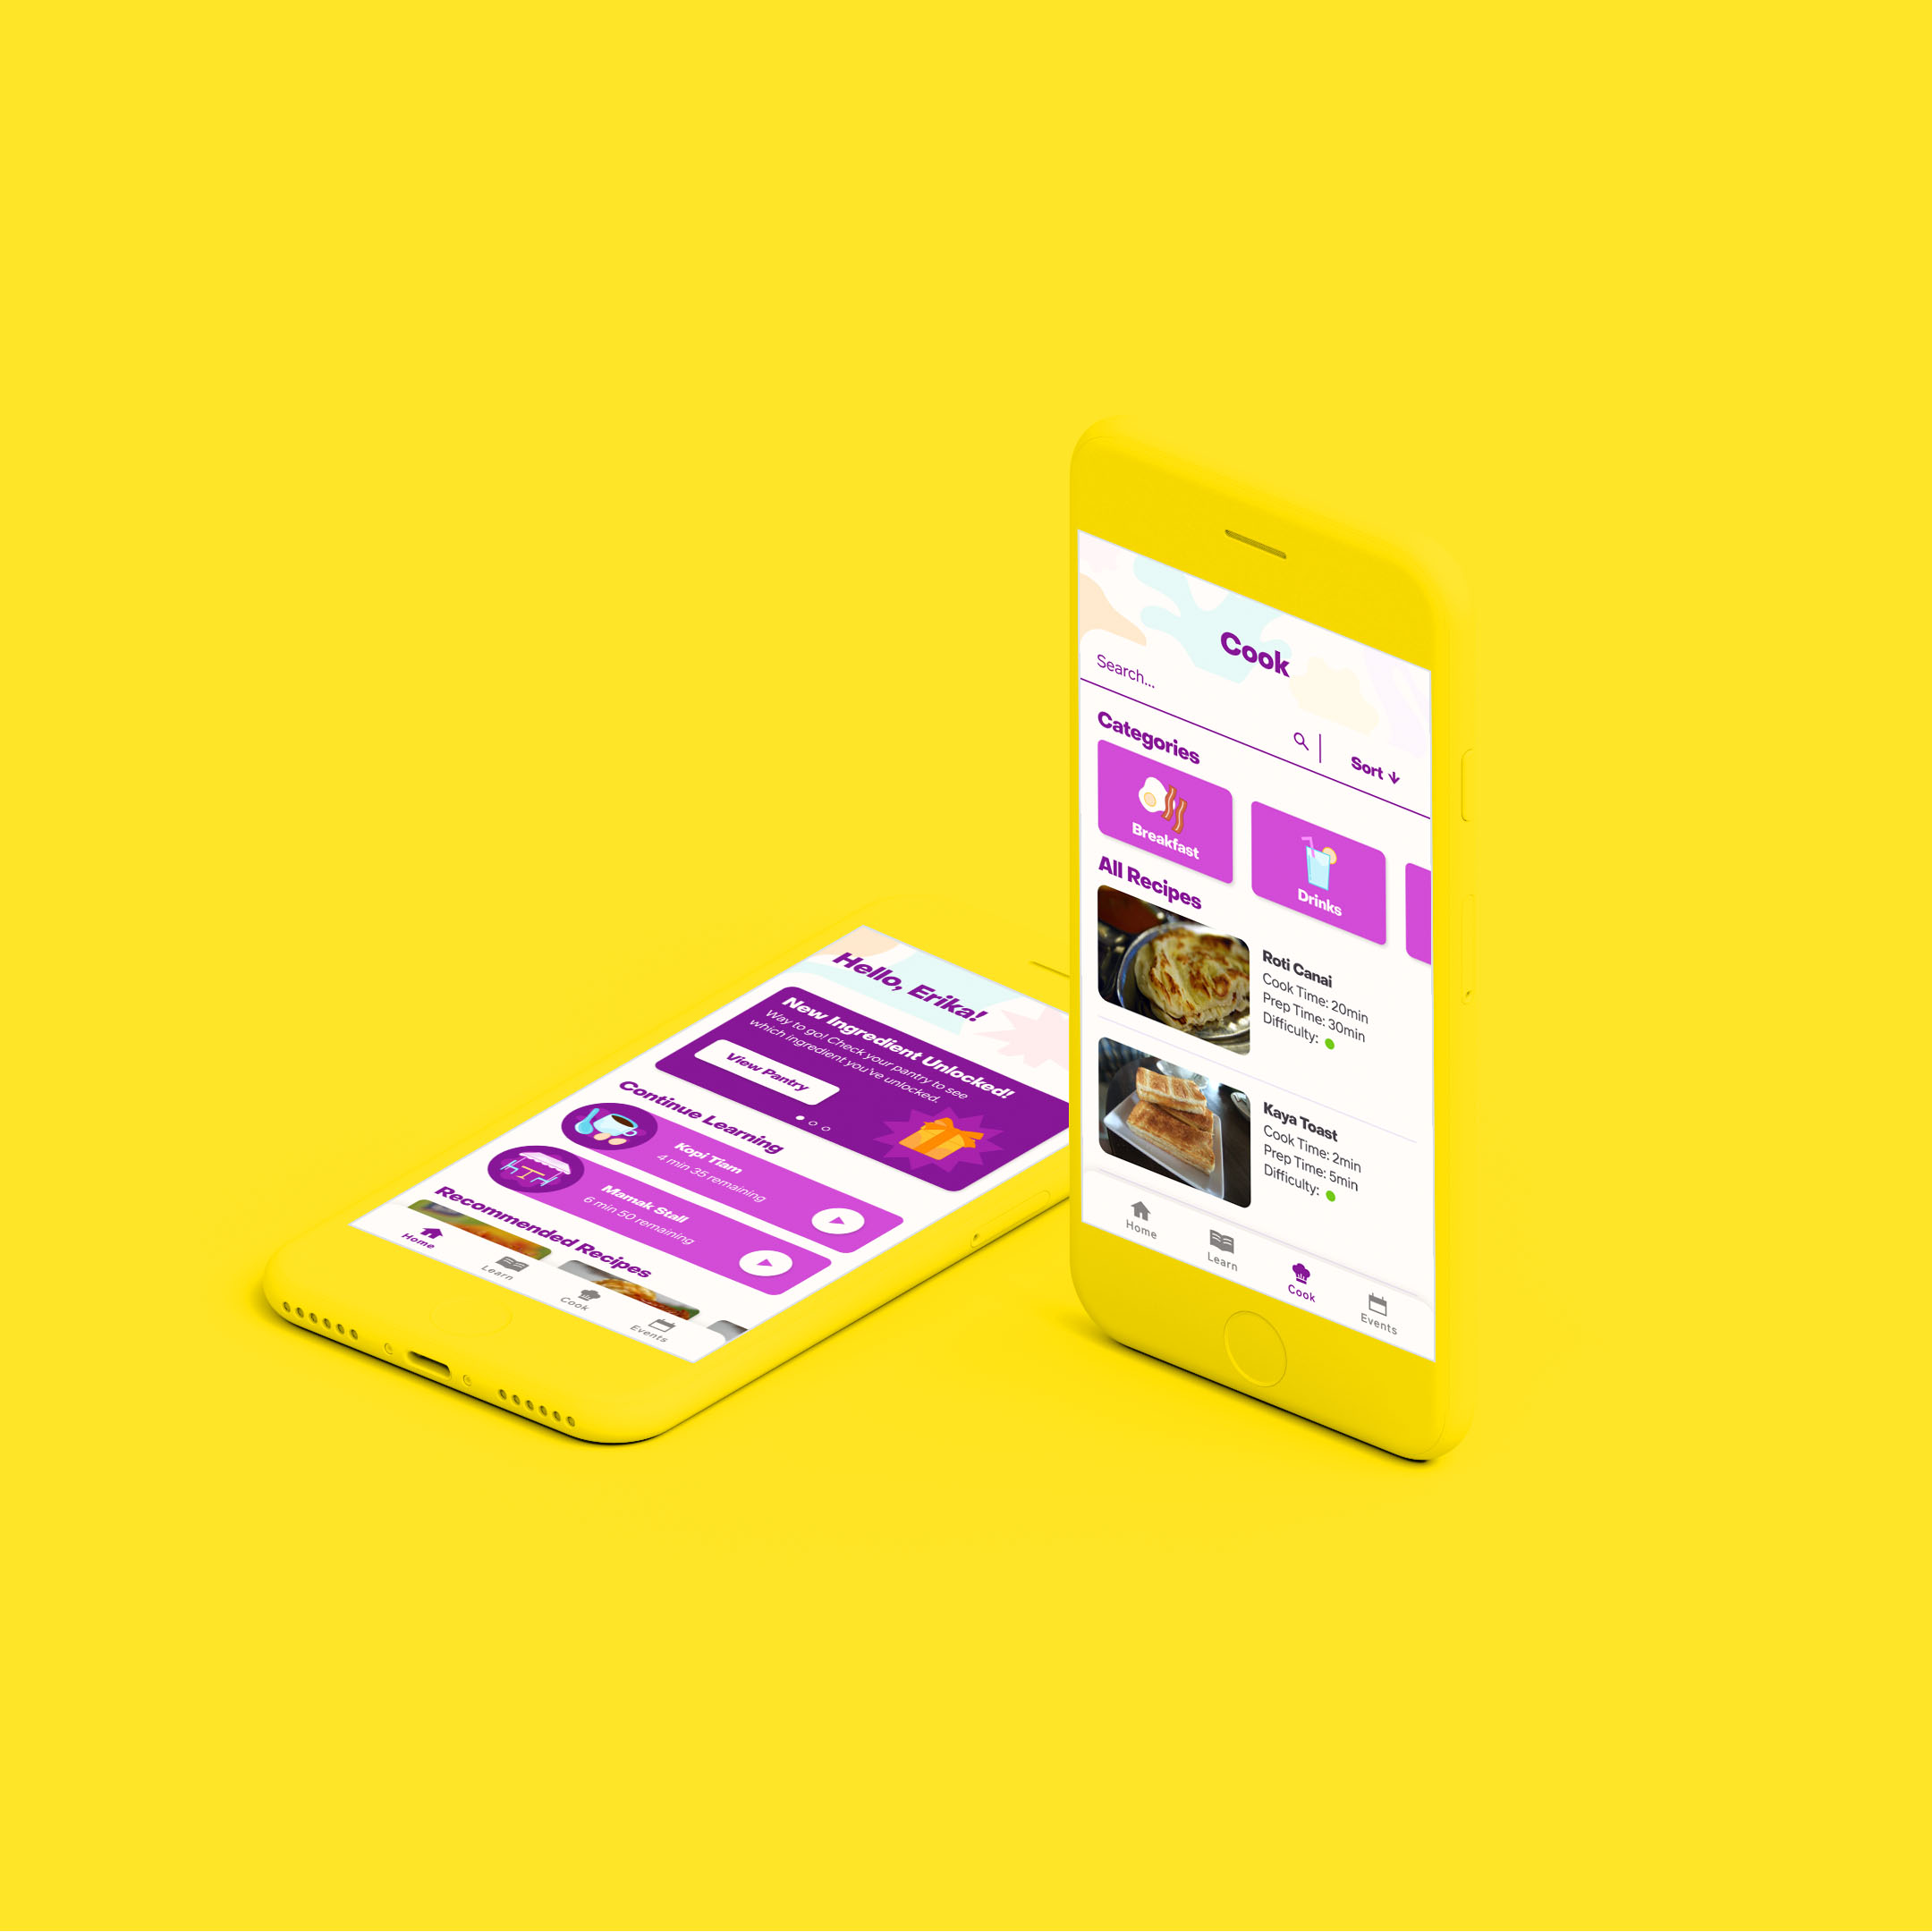 Hello, Erika!
New Ingredient Unlocked!
Way to go! Check your pantry to see
which ingredient you've unlocked.
View Pantry
Continue Learning
Kopi Tiam
4 min 35 remaining
Mamak Stall
6 min 50 remaining
Recommended Recipes
Home
Learn
Cook
Events
Cook
Search...
Sort
Categories
Breakfast
Drinks
All Recipes
Roti Canai
Cook Time: 20min
Prep Time: 30min
Difficulty:
Kaya Toast
Cook Time: 2min
Prep Time: 5min
Difficulty:
Home
Learn
Cook
Events